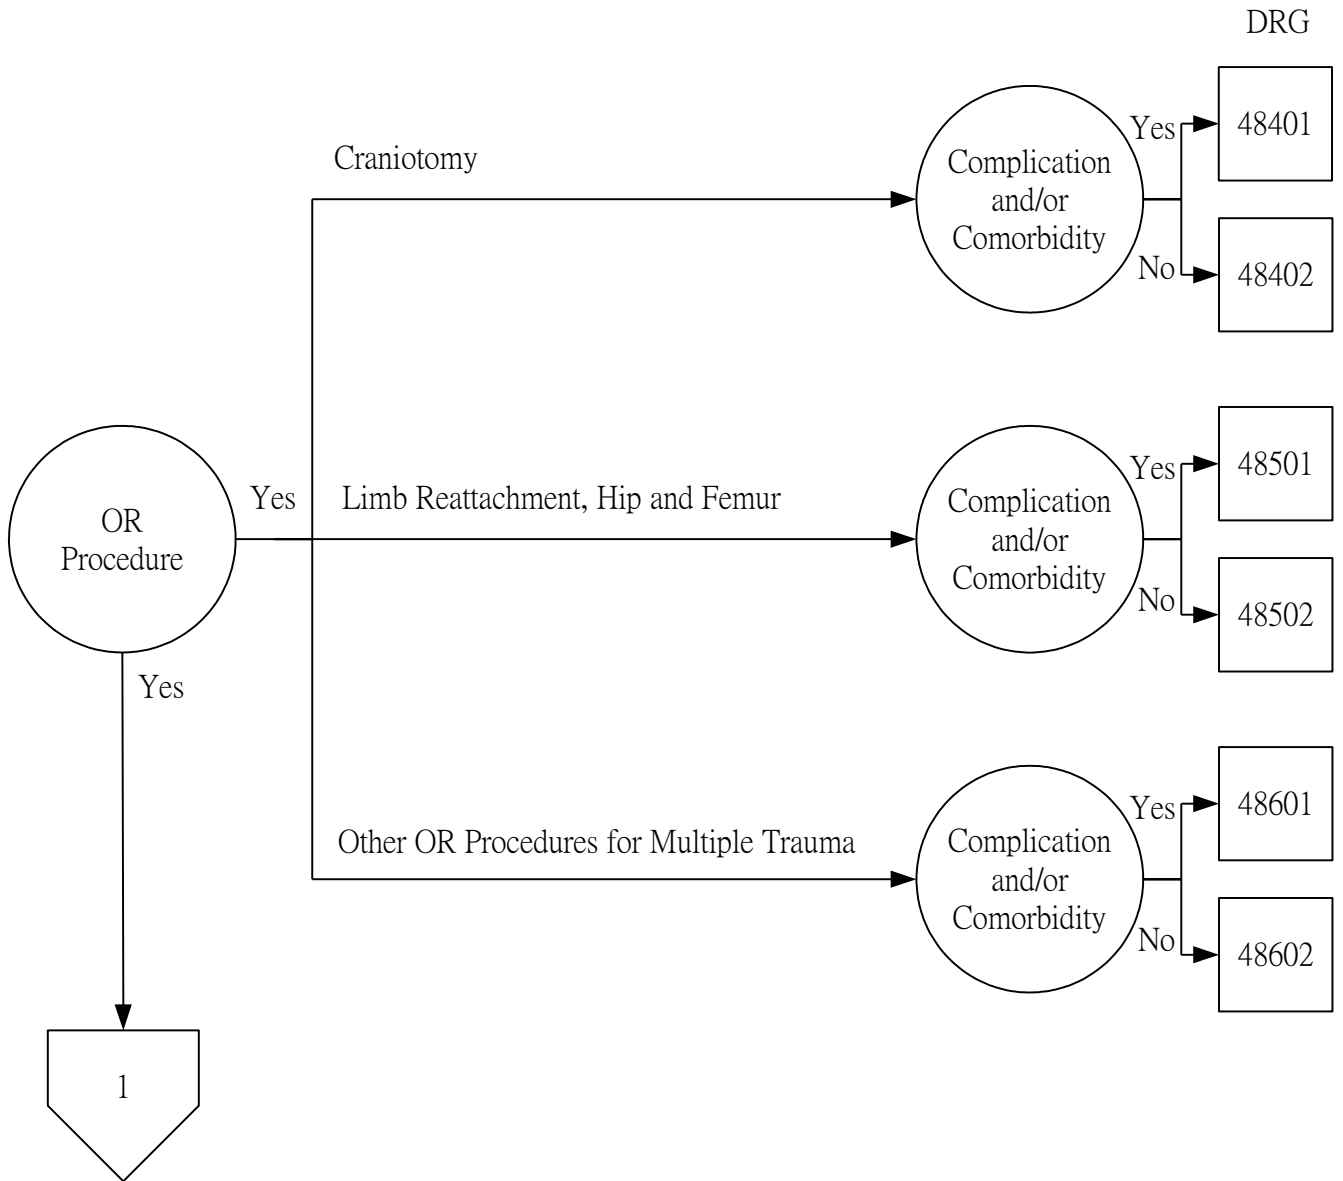 DRG
Craniotomy
Complication
and/or
Comorbidity
Yes
48401
No
48402
OR
Procedure
Yes
Limb Reattachment, Hip and Femur
Complication
and/or
Comorbidity
Yes
48501
No
48502
Yes
Other OR Procedures for Multiple Trauma
Complication
and/or
Comorbidity
Yes
48601
No
48602
1